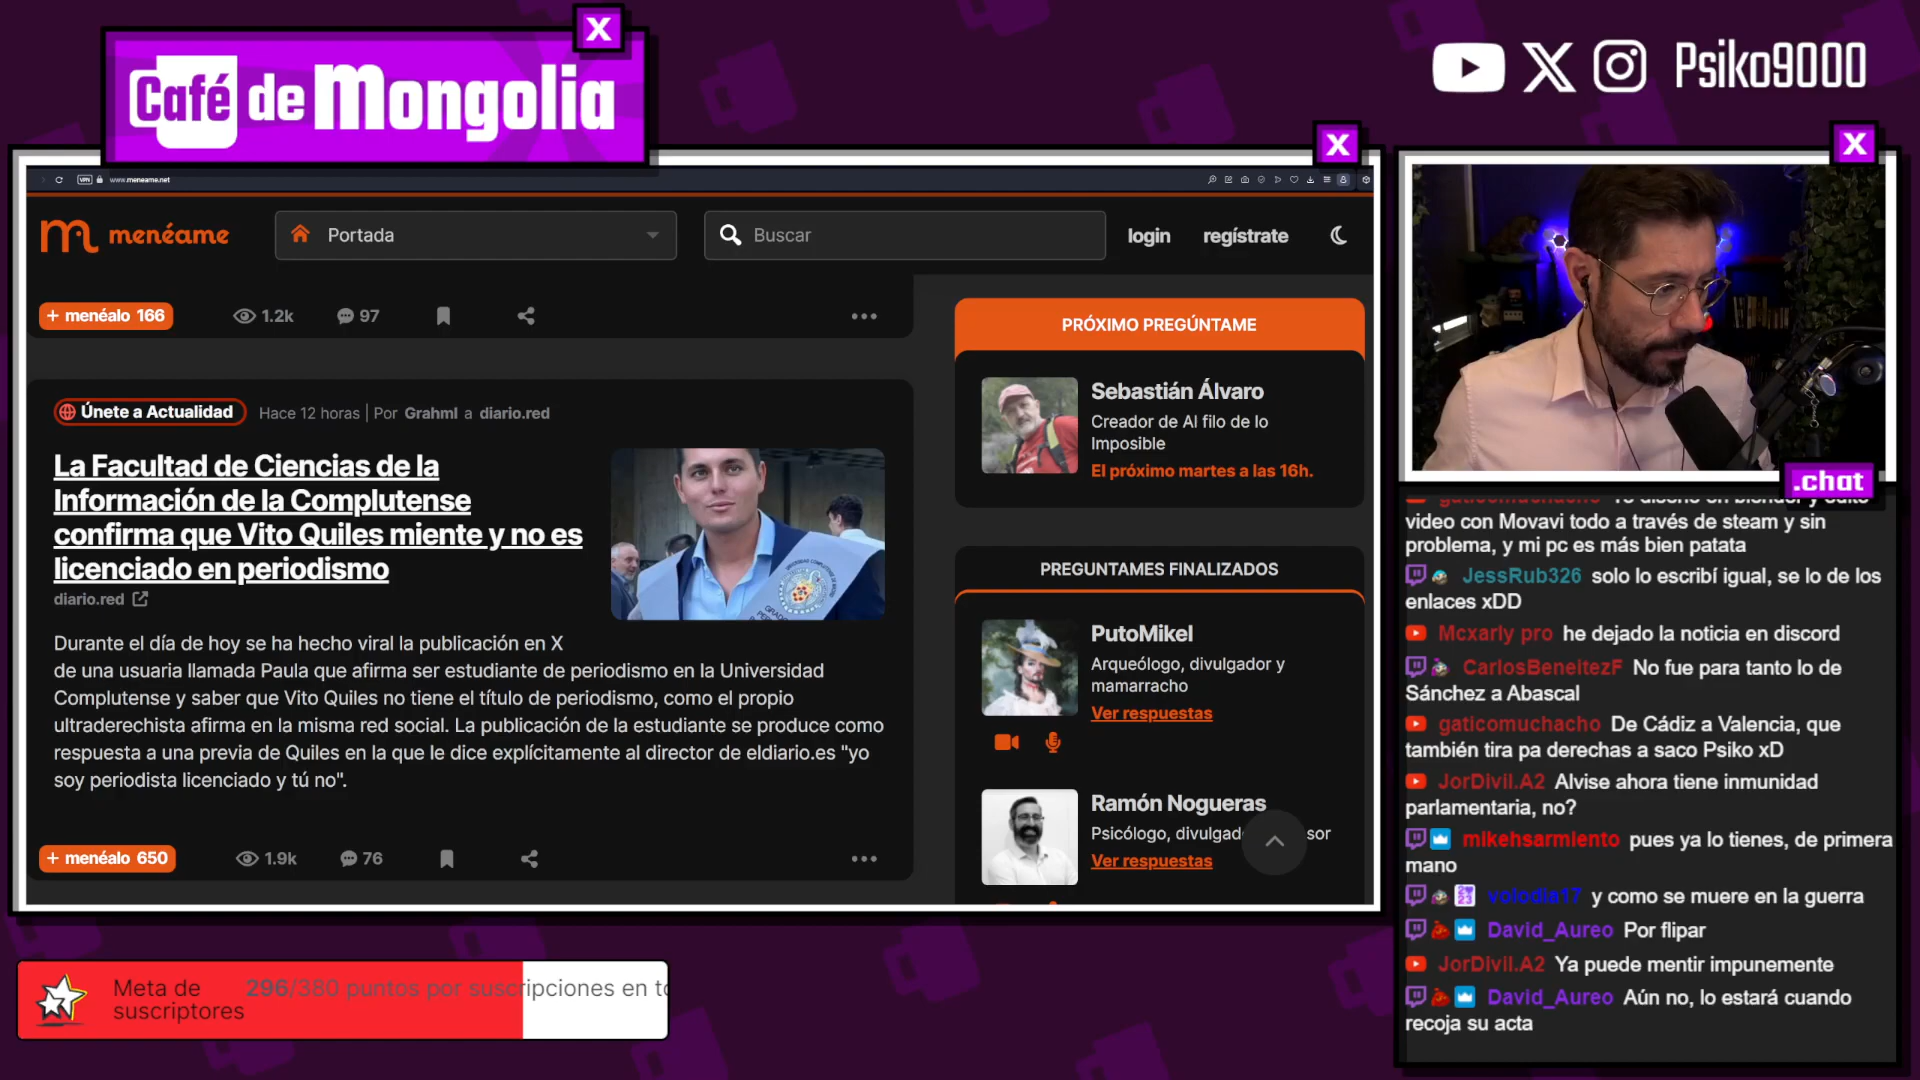 Café de Mongolia
X
Psiko9000
X
X
VPN www.meneame.net
menéame
Portada
Buscar
login
regístrate
+ menéalo 166
1.2k
97
Únete a Actualidad
Hace 12 horas | Por Grahml a diario.red
La Facultad de Ciencias de la
Información de la Complutense
confirma que Vito Quiles miente y no es
licenciado en periodismo
diario.red
Durante el día de hoy se ha hecho viral la publicación en X
de una usuaria llamada Paula que afirma ser estudiante de periodismo en la Universidad
Complutense y saber que Vito Quiles no tiene el título de periodismo, como el propio
ultraderechista afirma en la misma red social. La publicación de la estudiante se produce como
respuesta a una previa de Quiles en la que le dice explícitamente al director de eldiario.es "yo
soy periodista licenciado y tú no".
+ menéalo 650
1.9k
76
PRÓXIMO PREGÚNTAME
Sebastián Álvaro
Creador de Al filo de lo
Imposible
El próximo martes a las 16h.
PREGUNTAMES FINALIZADOS
PutoMikel
Arqueólogo, divulgador y
mamarracho
Ver respuestas
Ramón Nogueras
Psicólogo, divulgad sor
Ver respuestas
.chat
video con Movavi todo a través de steam y sin
problema, y mi pc es más bien patata
JessRub326 solo lo escribí igual, se lo de los
enlaces xDD
Mcxarly pro he dejado la noticia en discord
CarlosBeneitezF No fue para tanto lo de
Sánchez a Abascal
gaticomuchacho De Cádiz a Valencia, que
también tira pa derechas a saco Psiko xD
JorDivil.A2 Alvise ahora tiene inmunidad
parlamentaria, no?
mikehsarmiento pues ya lo tienes, de primera
mano
volodia17 y como se muere en la guerra
David_Aureo Por flipar
JorDivil.A2 Ya puede mentir impunemente
David_Aureo Aún no, lo estará cuando
recoja su acta
Meta de
suscriptores
296/380 puntos por suscripciones en to